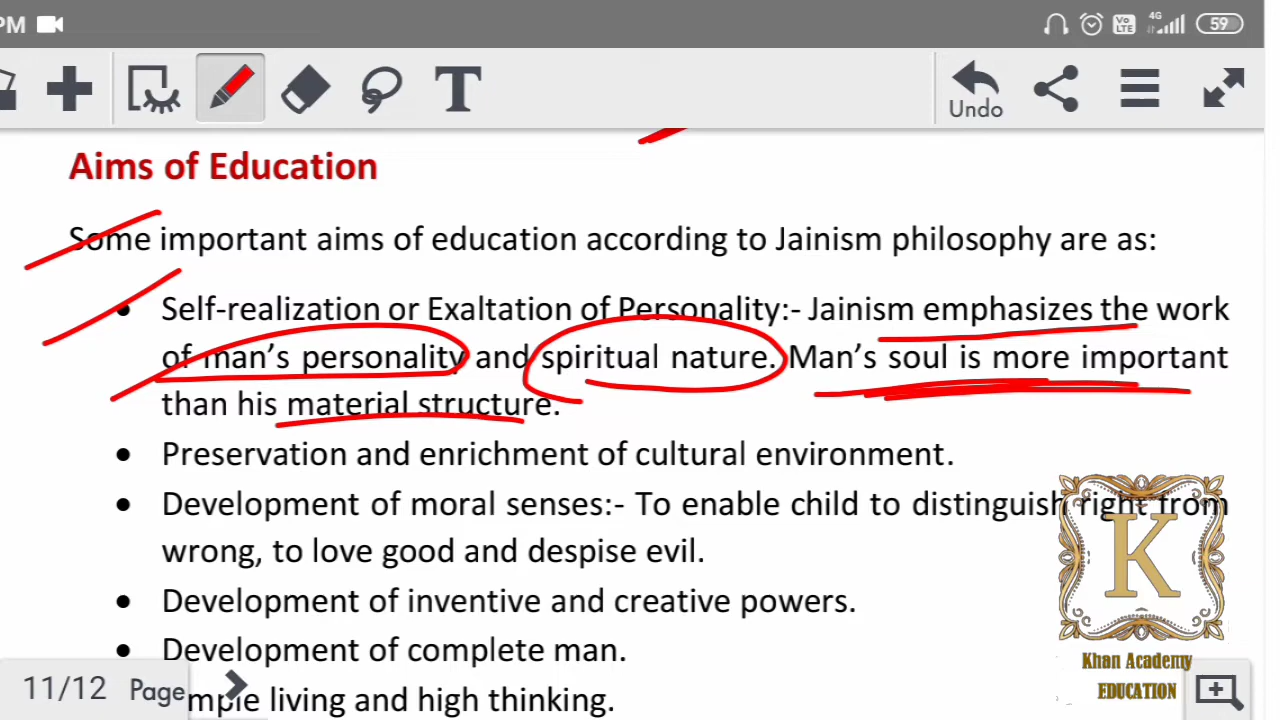 PM
4G
Vo
LTE
59
T
Undo
Aims of Education
Some important aims of education according to Jainism philosophy are as:
• Self-realization or Exaltation of Personality:- Jainism emphasizes the work
of man's personality and spiritual nature. Man's soul is more important
than his material structure.
• Preservation and enrichment of cultural environment.
• Development of moral senses:- To enable child to distinguish right from
wrong, to love good and despise evil.
• Development of inventive and creative powers.
• Development of complete man.
mple living and high thinking.
11/12 Page
K
Khan Academy
EDUCATION